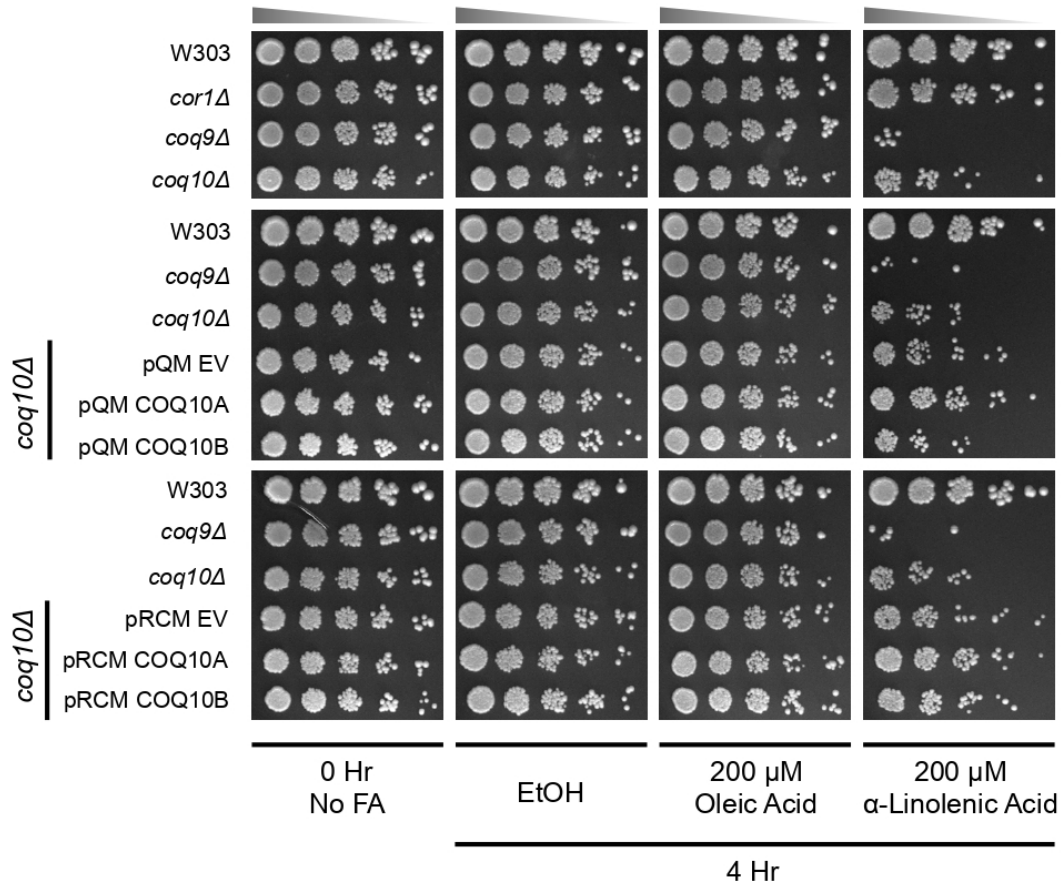 W303
cor1Δ
coq9Δ
coq10Δ
W303
coq9Δ
coq10Δ
coq10Δ
pQM EV
pQM COQ10A
pQM COQ10B
W303
coq9Δ
coq10Δ
coq10Δ
pRCM EV
pRCM COQ10A
pRCM COQ10B
0 Hr
No FA
EtOH
200 µM
Oleic Acid
200 µM
α-Linolenic Acid
4 Hr